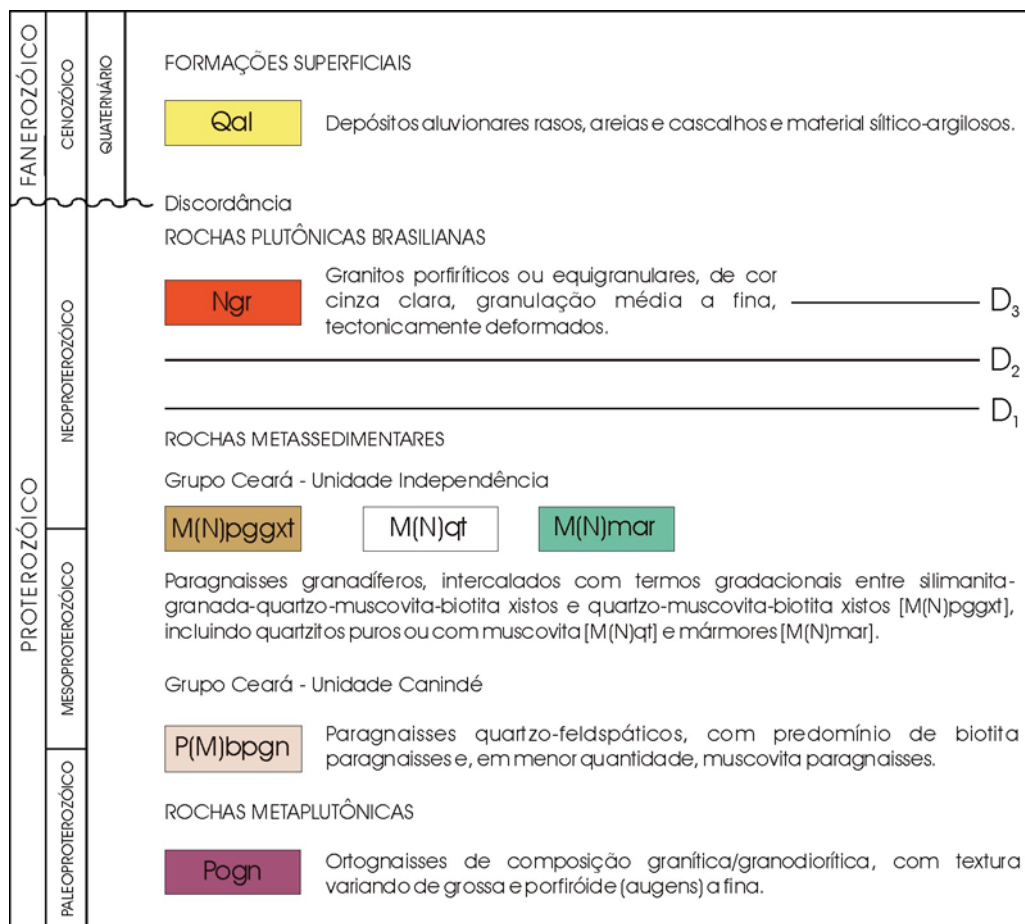 FANEROZÓICO
CENOZÓICO
QUATERNÁRIO
FORMAÇÕES SUPERFICIAIS
Qal
Depósitos aluvionares rasos, areias e cascalhos e material síltico-argilosos.
Discordância
PROTEROZÓICO
NEOPROTEROZÓICO
ROCHAS PLUTÔNICAS BRASILIANAS
Ngr
Granitos porfiríticos ou equigranulares, de cor
cinza clara, granulação média a fina,
tectonicamente deformados.
D3
D2
D1
ROCHAS METASSEDIMENTARES
Grupo Ceará - Unidade Independência
M(N)pggxt
M(N)qt
M(N)mar
MESOPROTEROZÓICO
Paragnaisses granadíferos, intercalados com termos gradacionais entre silimanita-
granada-quartzo-muscovita-biotita xistos e quartzo-muscovita-biotita xistos [M(N)pggxt],
incluindo quartzitos puros ou com muscovita [M(N)qt] e mármores [M(N)mar].
Grupo Ceará - Unidade Canindé
P(M)bpgn
Paragnaisses quartzo-feldspáticos, com predomínio de biotita
paragnaisses e, em menor quantidade, muscovita paragnaisses.
PALEOPROTEROZÓICO
ROCHAS METAPLUTÔNICAS
Pogn
Ortognaisses de composição granítica/granodiorítica, com textura
variando de grossa e porfiróide (augens) a fina.